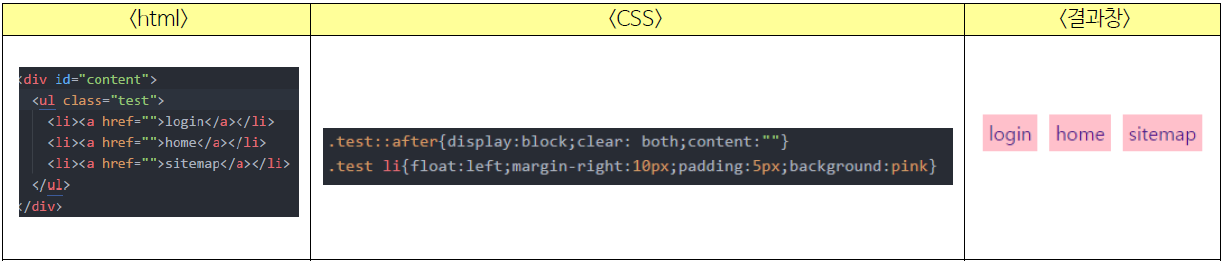 <html>
<CSS>
<결과창>
<div id="content">
<ul class="test">
<li><a href="">login</a></li>
<li><a href="">home</a></li>
<li><a href="">sitemap</a></li>
</ul>
</div>
.test::after{display:block;clear: both;content:""}
.test li{float:left;margin-right:10px;padding:5px;background:pink}
login home sitemap